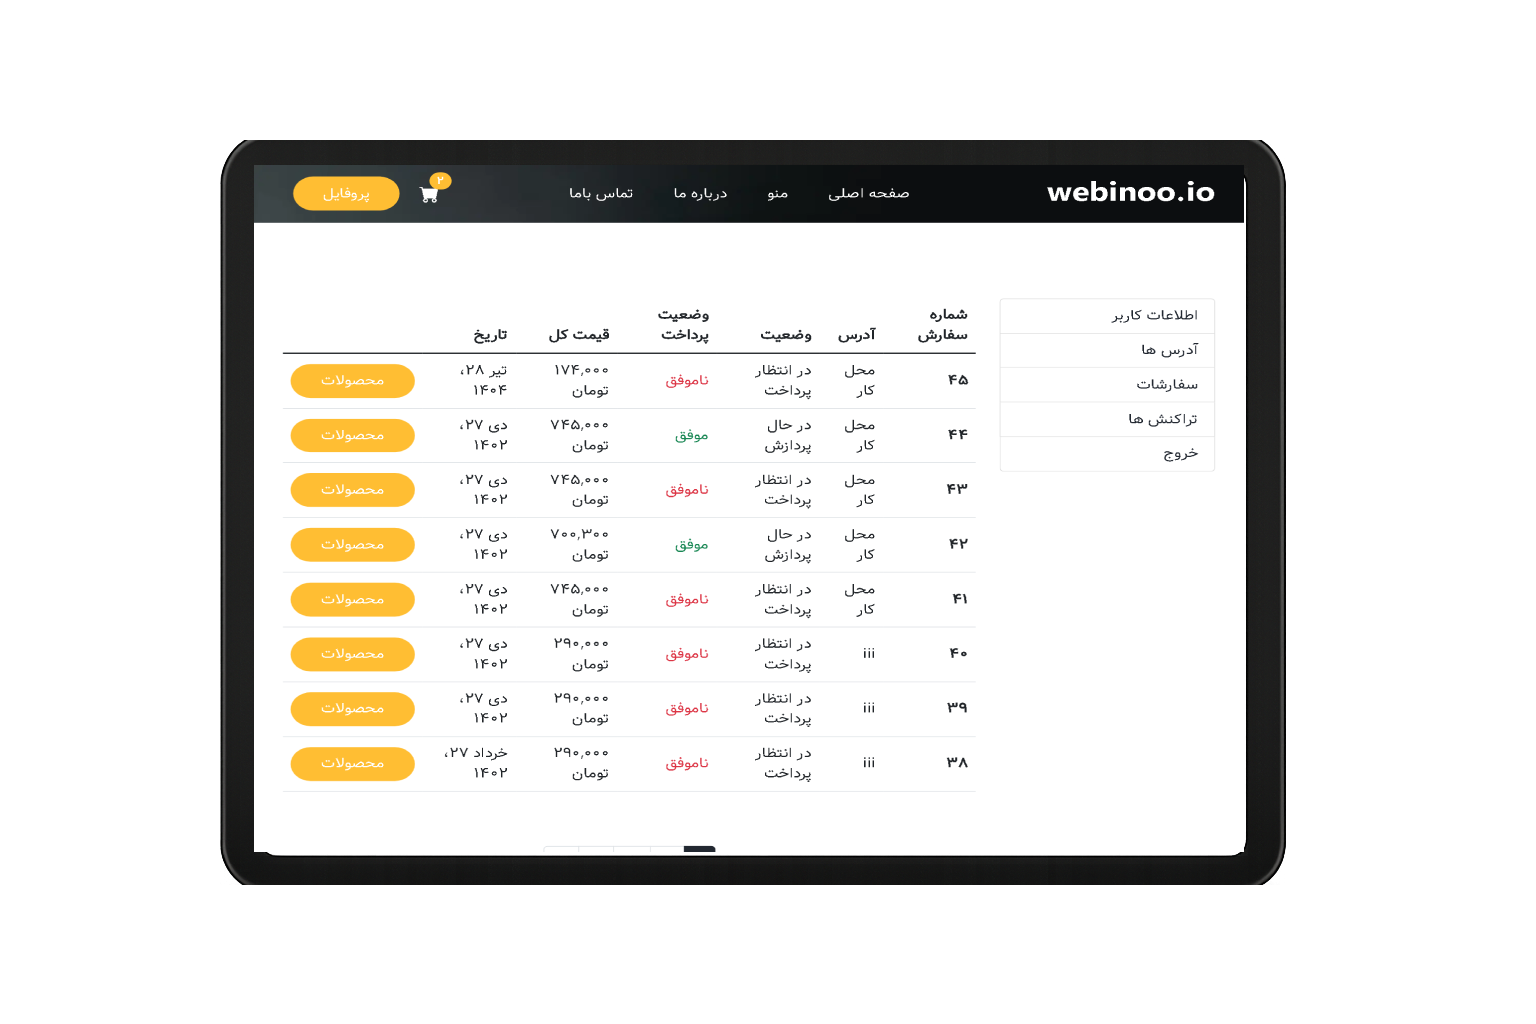 webinoo.io
صفحه اصلی
منو
درباره ما
تماس باما
۲
پروفایل
اطلاعات کاربر
آدرس ها
سفارشات
تراکنش ها
خروج
شماره
سفارش
آدرس
وضعیت
وضعیت
پرداخت
قیمت کل
تاریخ
۴۵
محل
کار
در انتظار
پرداخت
ناموفق
۱۷۴,۰۰۰
تومان
تیر ۲۸،
۱۴۰۴
محصولات
۴۴
محل
کار
در حال
پردازش
موفق
۷۴۵,۰۰۰
تومان
دی ۲۷،
۱۴۰۲
محصولات
۴۳
محل
کار
در انتظار
پرداخت
ناموفق
۷۴۵,۰۰۰
تومان
دی ۲۷،
۱۴۰۲
محصولات
۴۲
محل
کار
در حال
پردازش
موفق
۷۰۰,۳۰۰
تومان
دی ۲۷،
۱۴۰۲
محصولات
۴۱
محل
کار
در انتظار
پرداخت
ناموفق
۷۴۵,۰۰۰
تومان
دی ۲۷،
۱۴۰۲
محصولات
۴۰
iii
در انتظار
پرداخت
ناموفق
۲۹۰,۰۰۰
تومان
دی ۲۷،
۱۴۰۲
محصولات
۳۹
iii
در انتظار
پرداخت
ناموفق
۲۹۰,۰۰۰
تومان
دی ۲۷،
۱۴۰۲
محصولات
۳۸
iii
در انتظار
پرداخت
ناموفق
۲۹۰,۰۰۰
تومان
خرداد ۲۷،
۱۴۰۲
محصولات